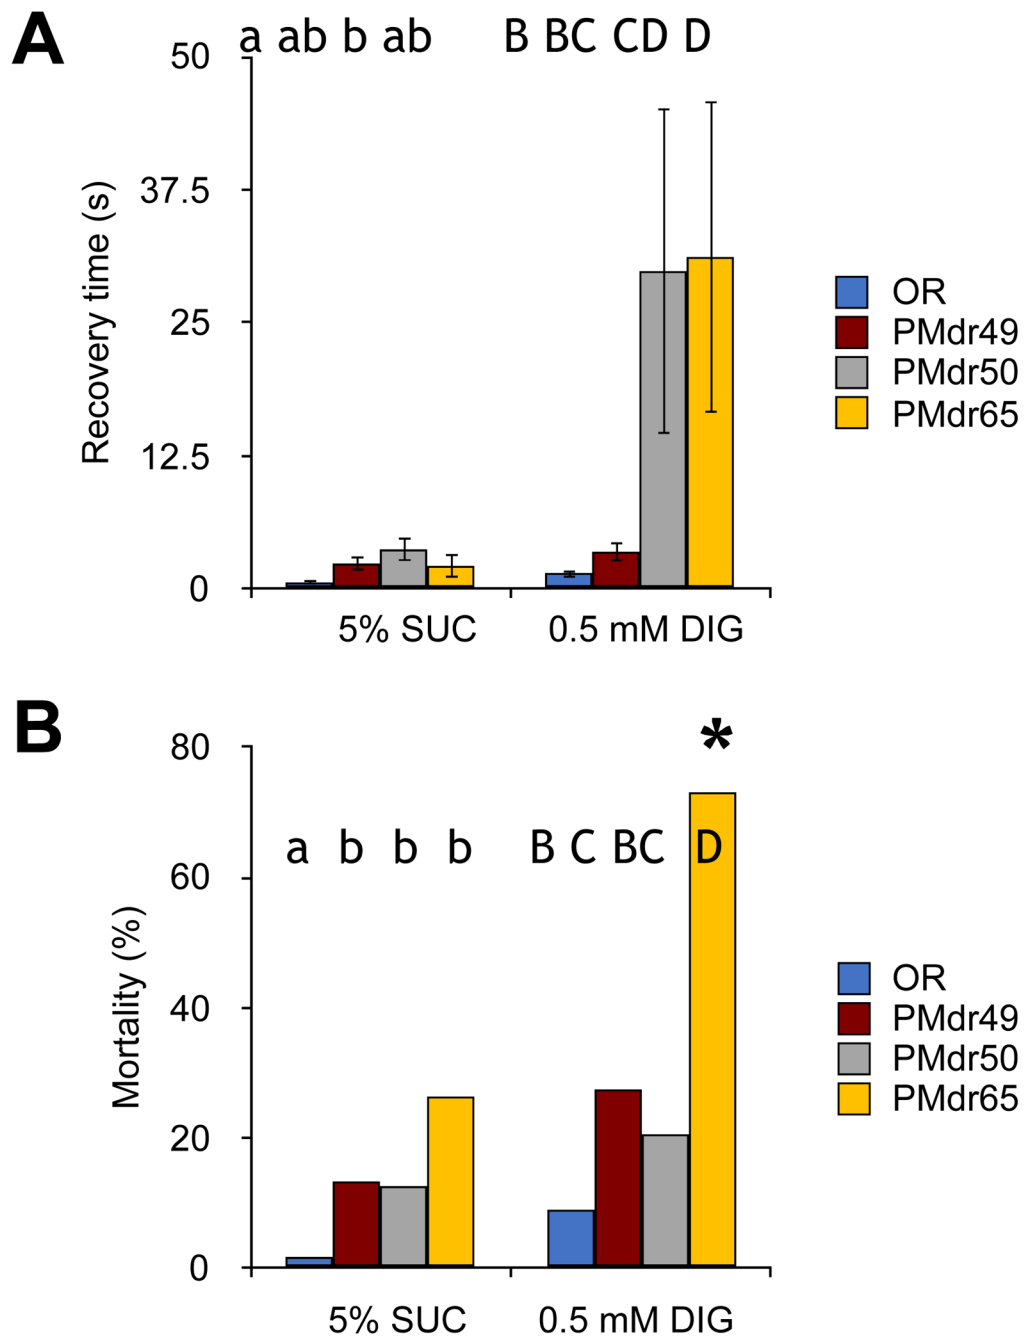 A
a ab b ab B BC CD D
50
37.5
25
12.5
0
Recovery time (s)
5% SUC 0.5 mM DIG
OR
PMdr49
PMdr50
PMdr65
B
*
80
60
40
20
0
Mortality (%)
a b b b B C BC D
5% SUC 0.5 mM DIG
OR
PMdr49
PMdr50
PMdr65